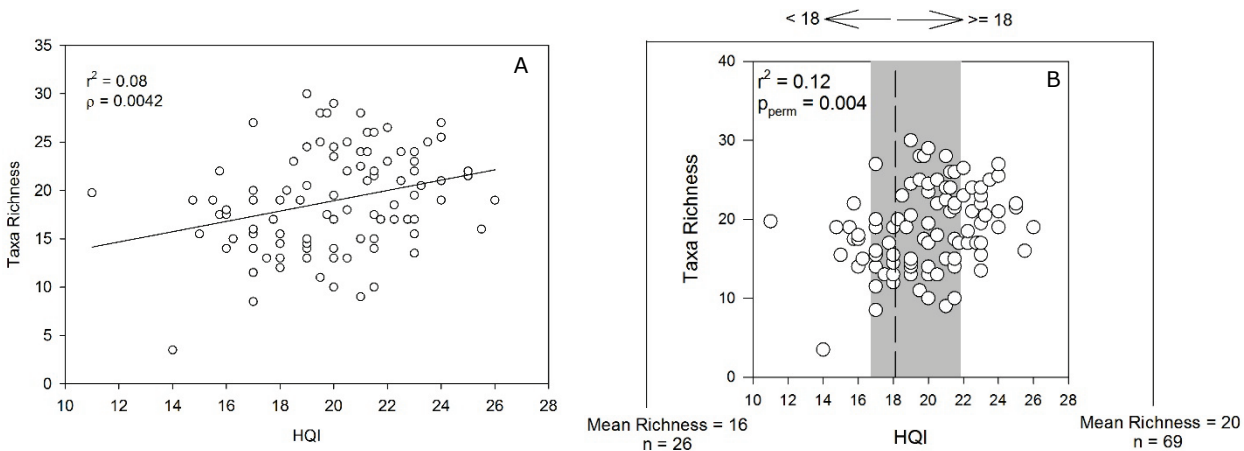 A
r² = 0.08
ρ = 0.0042
Taxa Richness
35
30
25
20
15
10
5
0
10 12 14 16 18 20 22 24 26 28
HQI
< 18 >= 18
B
r² = 0.12
pperm = 0.004
Taxa Richness
40
30
20
10
0
10 12 14 16 18 20 22 24 26 28
HQI
Mean Richness = 16
n = 26
Mean Richness = 20
n = 69